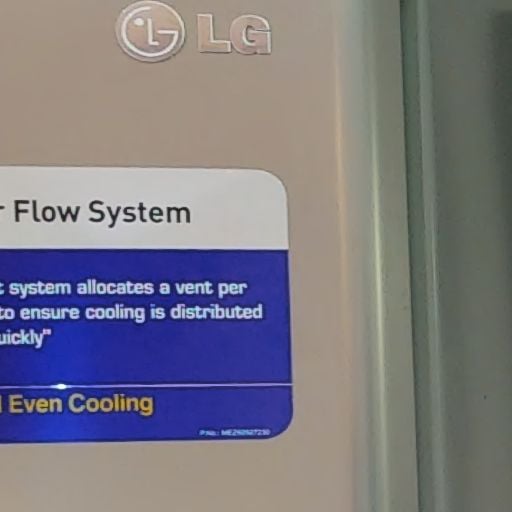 LG
Flow System
system allocates a vent per
to ensure cooling is distributed
uickly"
Even Cooling